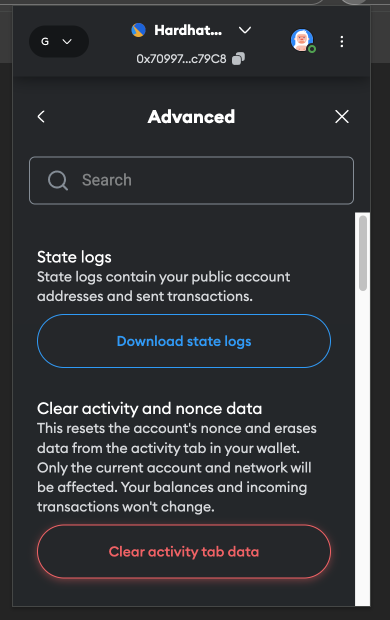 G
Hardhat...
0x70997...c79C8
Advanced
Search
State logs
State logs contain your public account
addresses and sent transactions.
Download state logs
Clear activity and nonce data
This resets the account's nonce and erases
data from the activity tab in your wallet.
Only the current account and network will
be affected. Your balances and incoming
transactions won't change.
Clear activity tab data